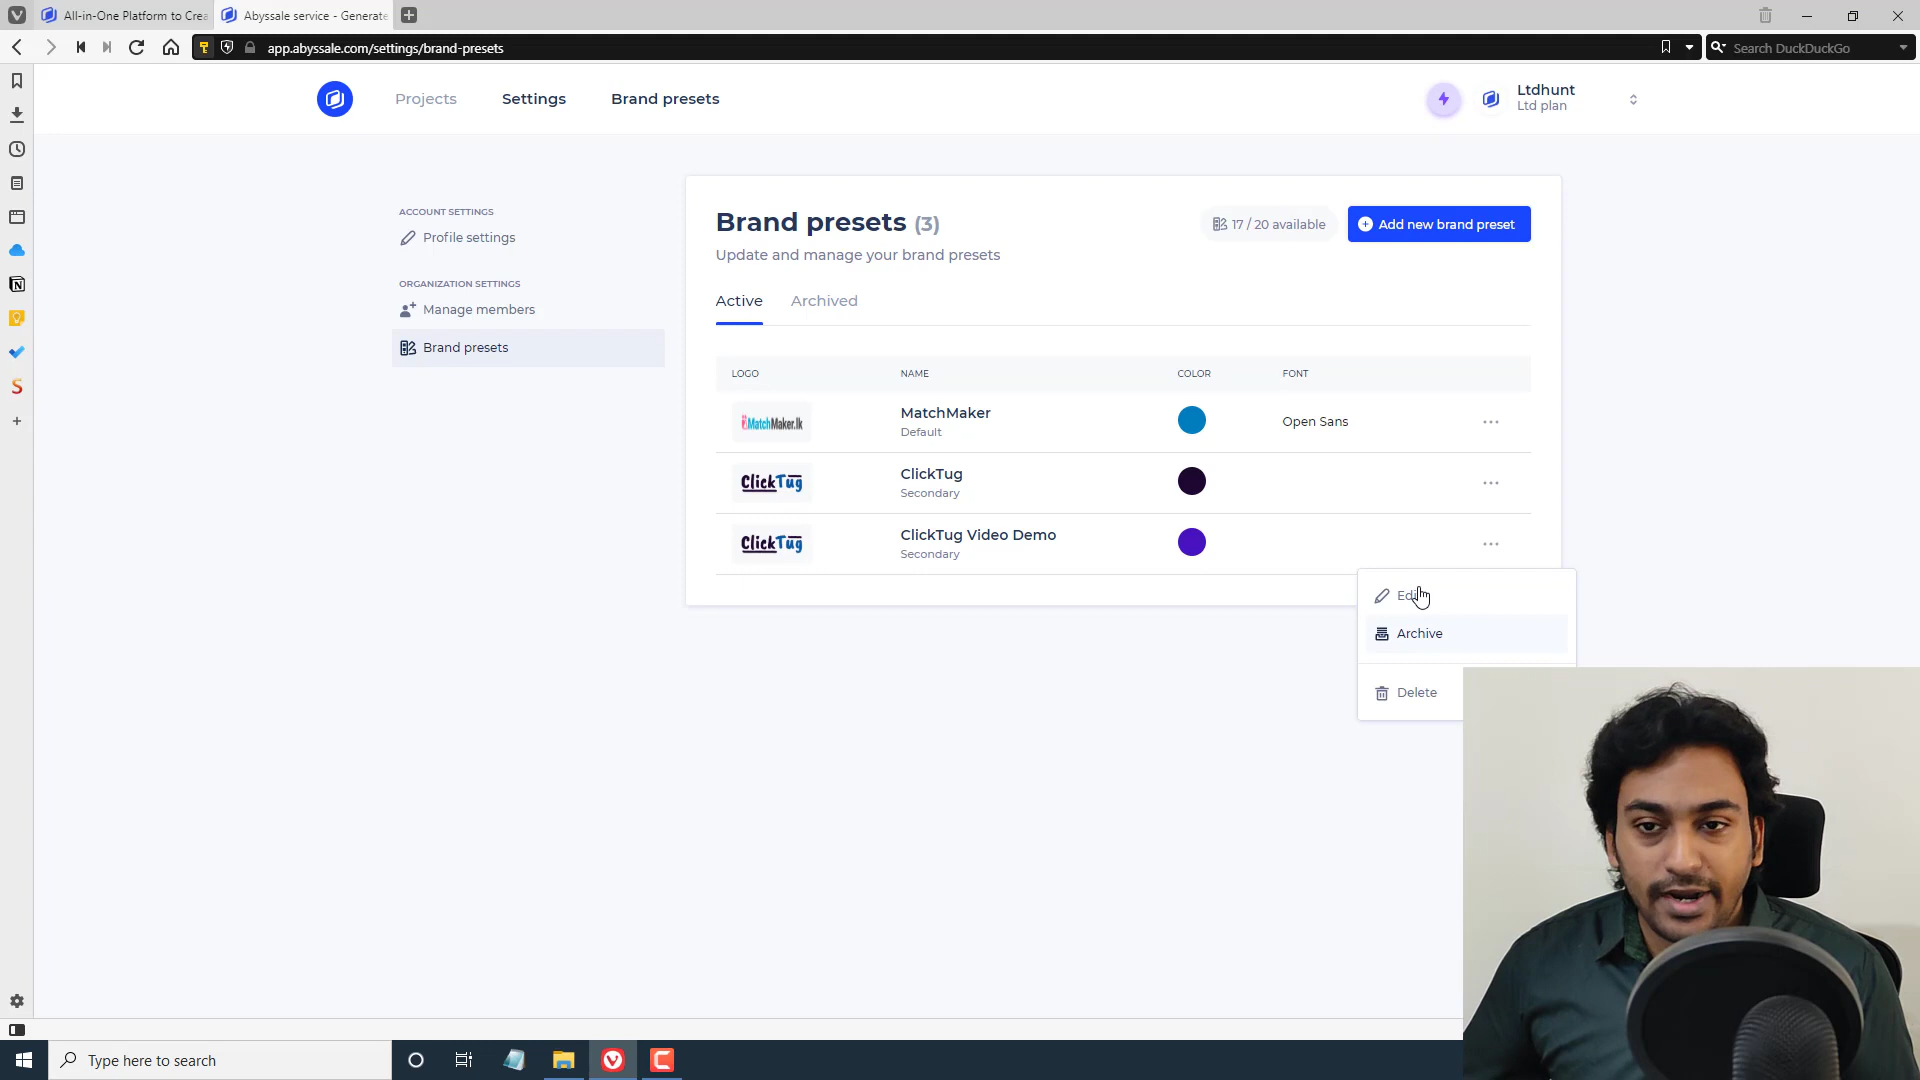 All-in-One Platform to Crea
Abyssale service - Generate
app.abyssale.com/settings/brand-presets
Search DuckDuckGo
Projects
Settings
Brand presets
Ltdhunt
Ltd plan
ACCOUNT SETTINGS
Profile settings
ORGANIZATION SETTINGS
Manage members
Brand presets
Brand presets (3)
17 / 20 available
Add new brand preset
Update and manage your brand presets
Active
Archived
LOGO NAME COLOR FONT
MatchMaker.lk
MatchMaker
Default
Open Sans
ClickTug
ClickTug
Secondary
ClickTug
ClickTug Video Demo
Secondary
Archive
Delete
Type here to search